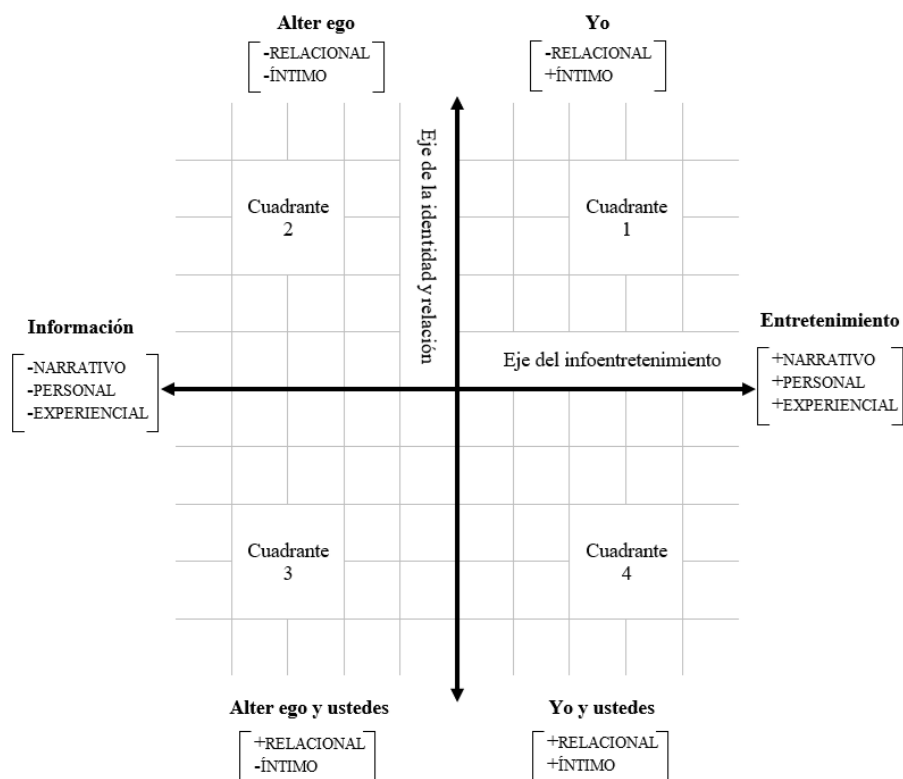 Alter ego
-RELACIONAL
-ÍNTIMO
Yo
-RELACIONAL
+ÍNTIMO
Eje de la identidad y relación
Cuadrante
2
Cuadrante
1
Información
-NARRATIVO
-PERSONAL
-EXPERIENCIAL
Eje del infoentretenimiento
Entretenimiento
+NARRATIVO
+PERSONAL
+EXPERIENCIAL
Cuadrante
3
Cuadrante
4
Alter ego y ustedes
+RELACIONAL
-ÍNTIMO
Yo y ustedes
+RELACIONAL
+ÍNTIMO